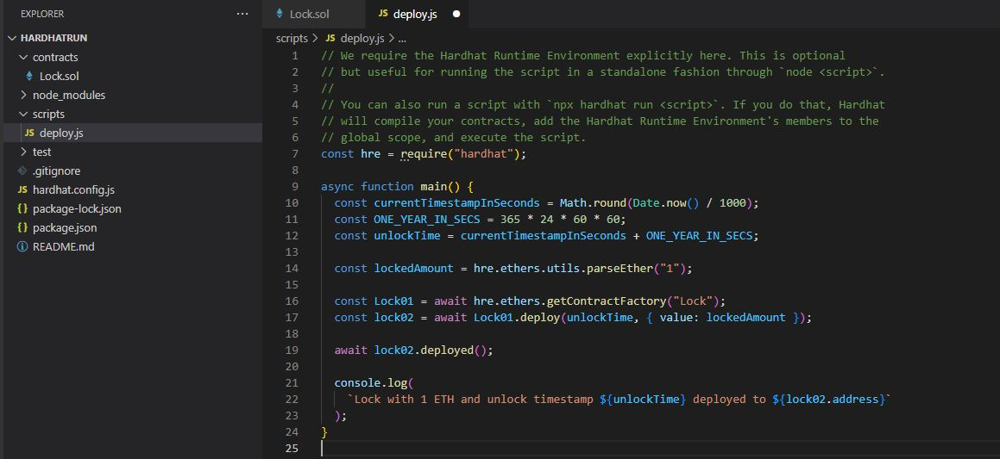 EXPLORER ...
HARDHATRUN
contracts
Lock.sol
node_modules
scripts
JS deploy.js
test
.gitignore
JS hardhat.config.js
{} package-lock.json
{} package.json
README.md
Lock.sol JS deploy.js
scripts > JS deploy.js > ...
1 // We require the Hardhat Runtime Environment explicitly here. This is optional
2 // but useful for running the script in a standalone fashion through `node <script>`.
3 //
4 // You can also run a script with `npx hardhat run <script>`. If you do that, Hardhat
5 // will compile your contracts, add the Hardhat Runtime Environment's members to the
6 // global scope, and execute the script.
7 const hre = require("hardhat");
8
9 async function main() {
10 const currentTimestampInSeconds = Math.round(Date.now() / 1000);
11 const ONE_YEAR_IN_SECS = 365 * 24 * 60 * 60;
12 const unlockTime = currentTimestampInSeconds + ONE_YEAR_IN_SECS;
13
14 const lockedAmount = hre.ethers.utils.parseEther("1");
15
16 const Lock01 = await hre.ethers.getContractFactory("Lock");
17 const lock02 = await Lock01.deploy(unlockTime, { value: lockedAmount });
18
19 await lock02.deployed();
20
21 console.log(
22 `Lock with 1 ETH and unlock timestamp ${unlockTime} deployed to ${lock02.address}`
23 );
24 }
25